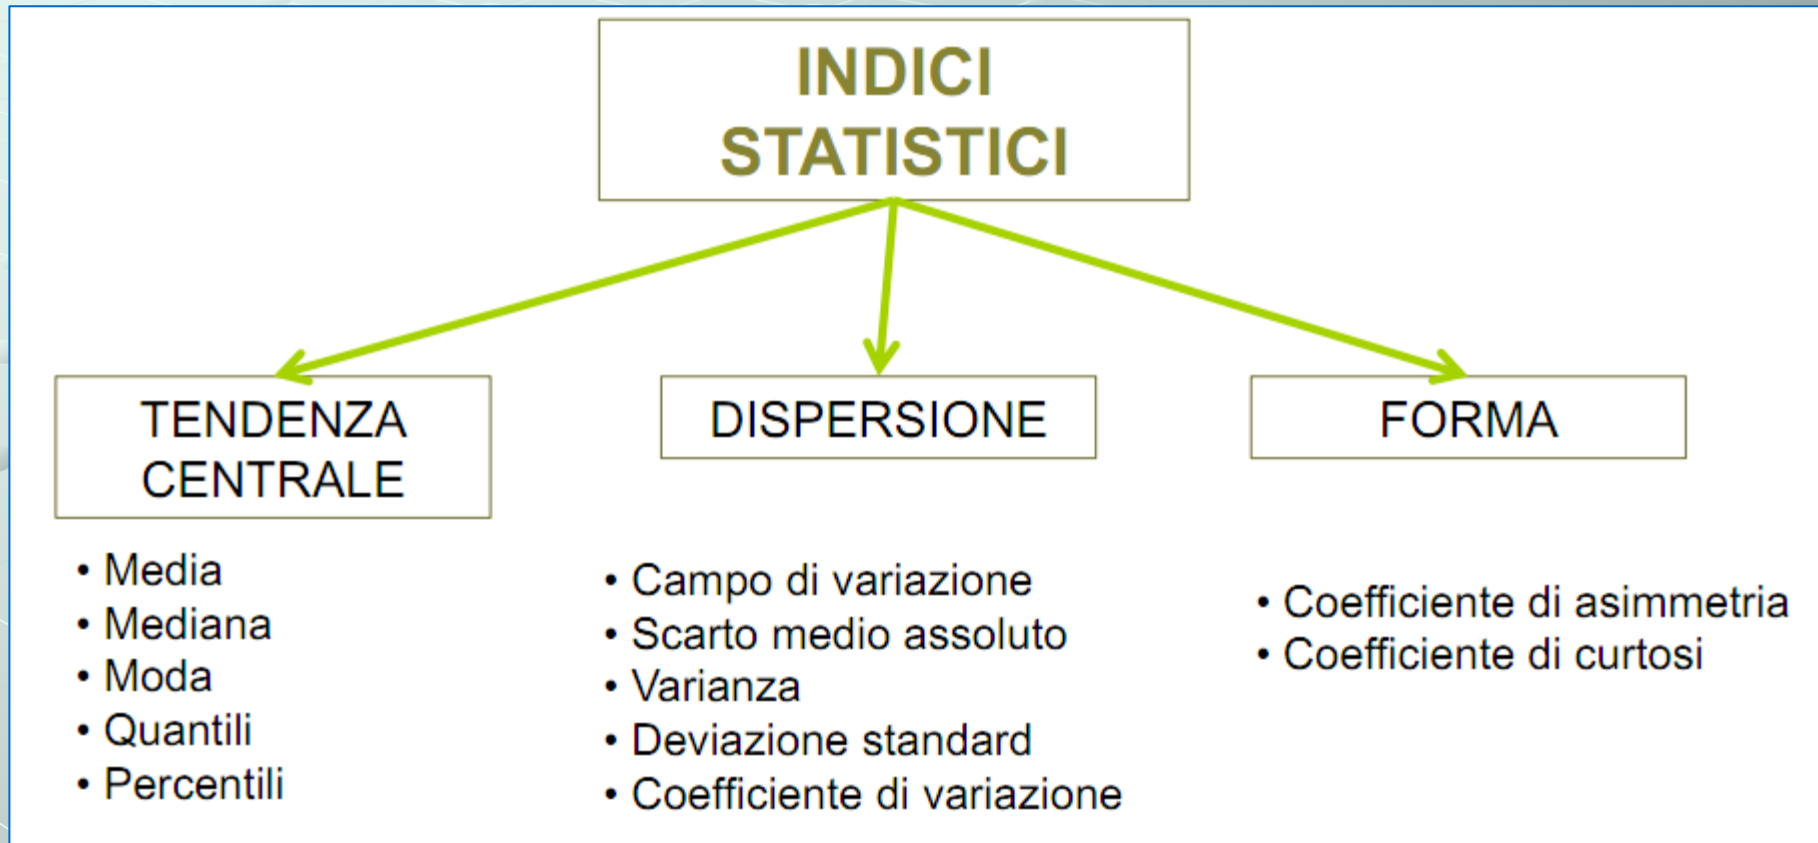 INDICI
STATISTICI
TENDENZA
CENTRALE
• Media
• Mediana
• Moda
• Quantili
• Percentili
DISPERSIONE
• Campo di variazione
• Scarto medio assoluto
• Varianza
• Deviazione standard
• Coefficiente di variazione
FORMA
• Coefficiente di asimmetria
• Coefficiente di curtosi